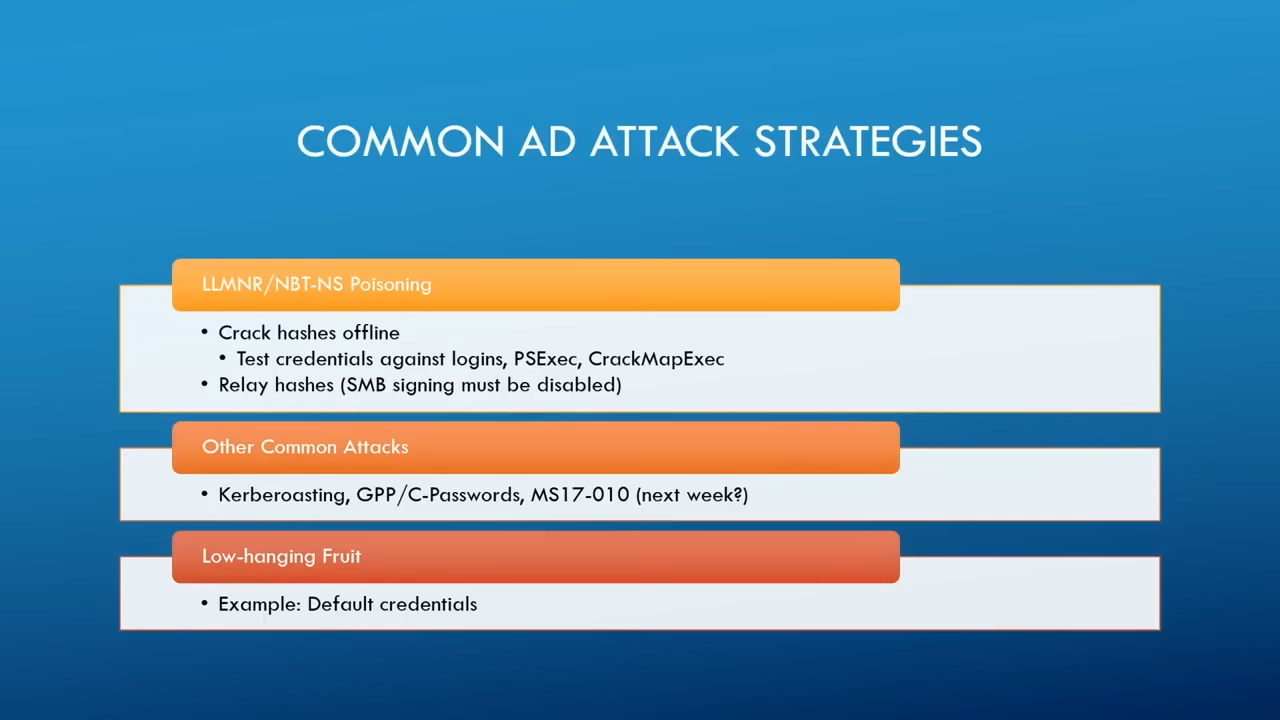 COMMON AD ATTACK STRATEGIES
LLMNR/NBT-NS Poisoning
• Crack hashes offline
• Test credentials against logins, PSExec, CrackMapExec
• Relay hashes (SMB signing must be disabled)
Other Common Attacks
• Kerberoasting, GPP/C-Passwords, MS17-010 (next week?)
Low-hanging Fruit
• Example: Default credentials